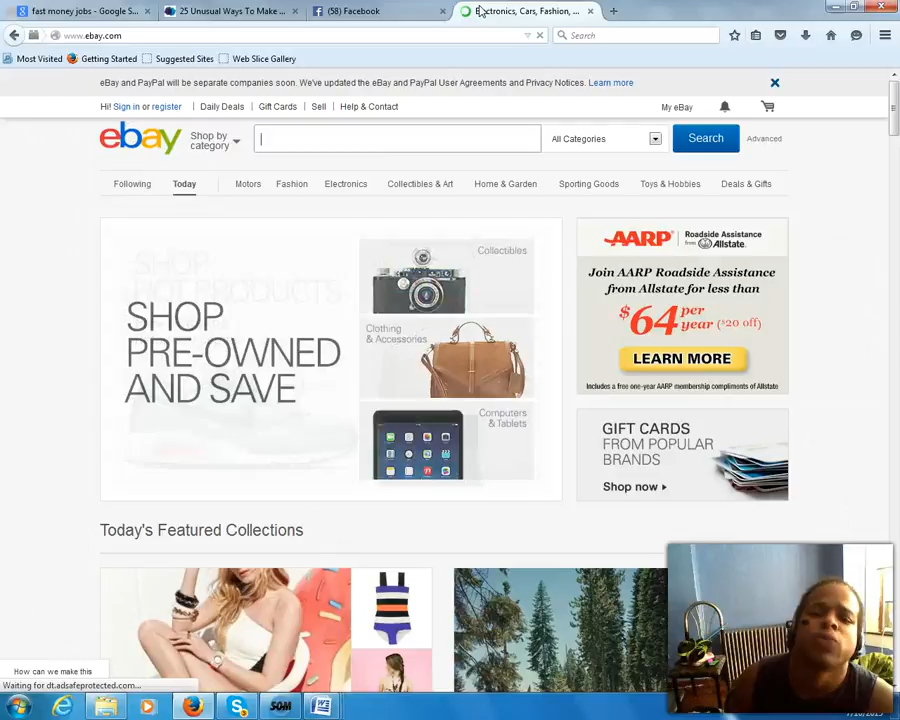 fast money jobs - Google S...
25 Unusual Ways To Make ...
(58) Facebook
Electronics, Cars, Fashion, ...
www.ebay.com
Search
Most Visited
Getting Started
Suggested Sites
Web Slice Gallery
eBay and PayPal will be separate companies soon. We've updated the eBay and PayPal User Agreements and Privacy Notices. Learn more
Hi! Sign in or register
Daily Deals
Gift Cards
Sell
Help & Contact
My eBay
ebay
Shop by
category
All Categories
Search
Advanced
Following
Today
Motors
Fashion
Electronics
Collectibles & Art
Home & Garden
Sporting Goods
Toys & Hobbies
Deals & Gifts
SHOP
HOT PRODUCTS
SHOP
PRE-OWNED
AND SAVE
Collectibles
Clothing
& Accessories
Computers
& Tablets
AARP Roadside Assistance
from Allstate
Join AARP Roadside Assistance
from Allstate for less than
$64 per
year ($20 off)
LEARN MORE
Includes a free one-year AARP membership compliments of Allstate
GIFT CARDS
FROM POPULAR
BRANDS
Shop now
Today's Featured Collections
How can we make this
Waiting for dt.adsafeprotected.com...
SOM